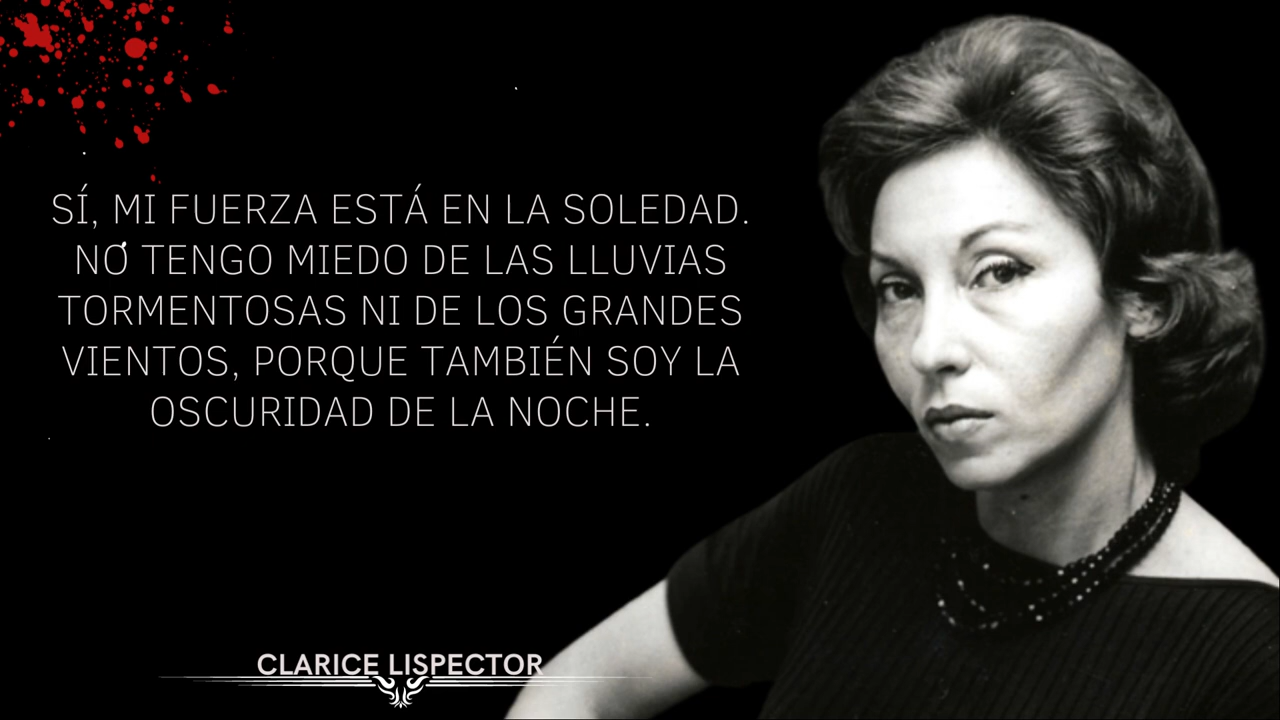 SÍ, MI FUERZA ESTÁ EN LA SOLEDAD.
NO TENGO MIEDO DE LAS LLUVIAS
TORMENTOSAS NI DE LOS GRANDES
VIENTOS, PORQUE TAMBIÉN SOY LA
OSCURIDAD DE LA NOCHE.
CLARICE LISPECTOR